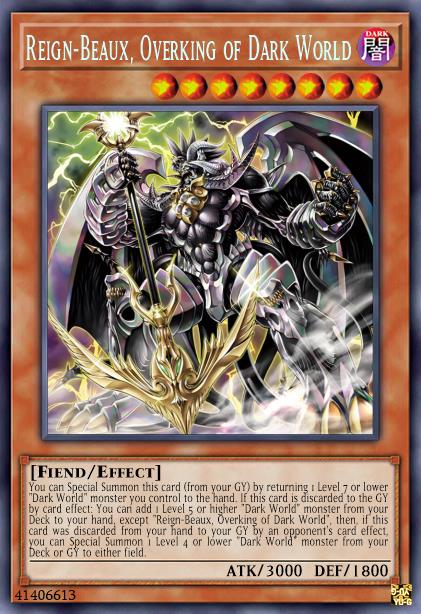 Reign-Beaux, Overking of Dark World
DARK
闇
[Fiend/Effect]
You can Special Summon this card (from your GY) by returning 1 Level 7 or lower
"Dark World" monster you control to the hand. If this card is discarded to the GY
by card effect: You can add 1 Level 5 or higher "Dark World" monster from your
Deck to your hand, except "Reign-Beaux, Overking of Dark World", then, if this
card was discarded from your hand to your GY by an opponent's card effect,
you can Special Summon 1 Level 4 or lower "Dark World" monster from your
Deck or GY to either field.
ATK/3000 DEF/1800
41406613